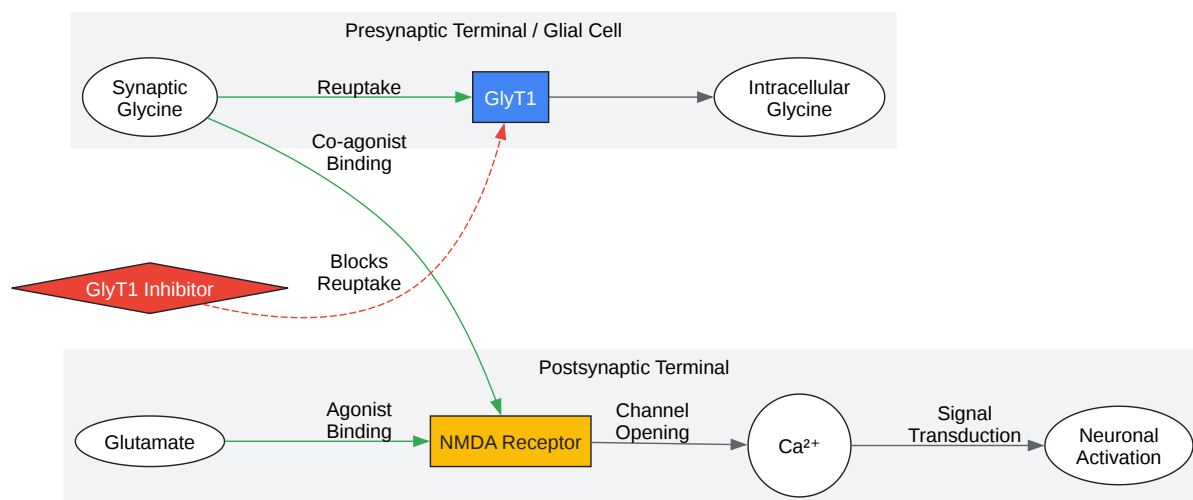 Presynaptic Terminal / Glial Cell
Synaptic
Glycine
Reuptake
GlyT1
Intracellular
Glycine
Co-agonist
Binding
Blocks
Reuptake
GlyT1 Inhibitor
Postsynaptic Terminal
Glutamate
Agonist
Binding
NMDA Receptor
Channel
Opening
Ca²⁺
Signal
Transduction
Neuronal
Activation